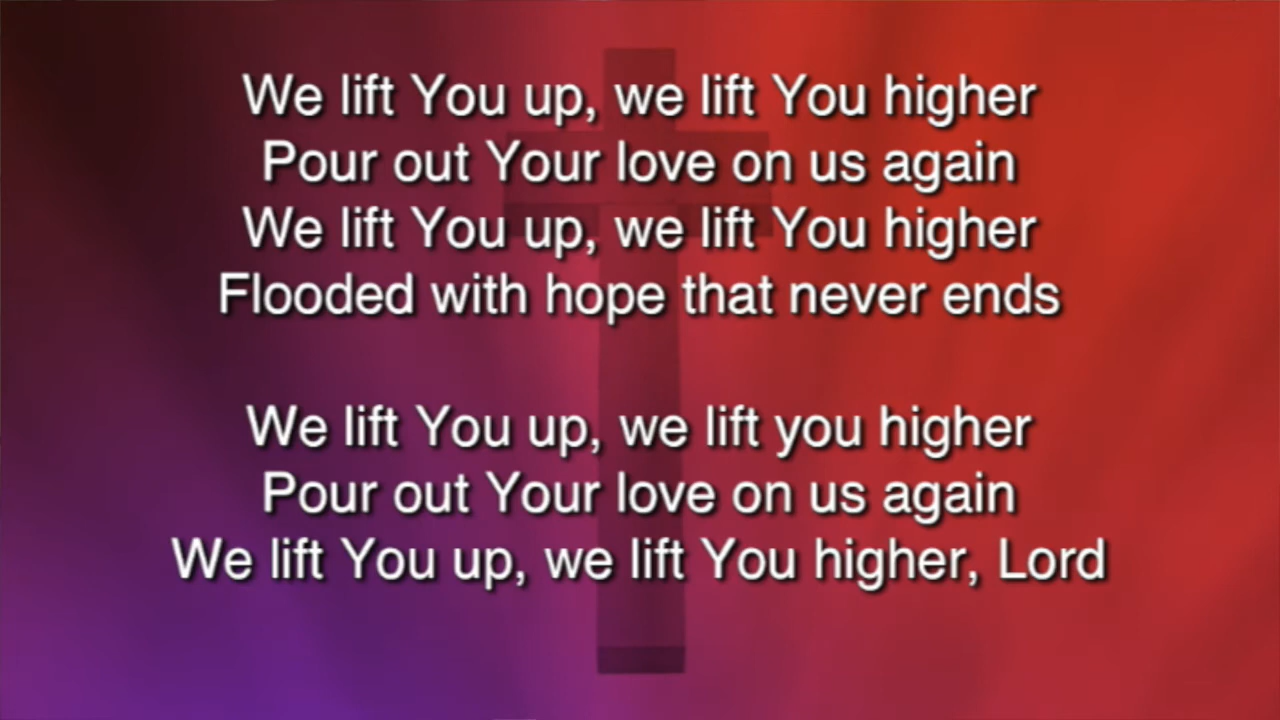 We lift You up, we lift You higher
Pour out Your love on us again
We lift You up, we lift You higher
Flooded with hope that never ends
We lift You up, we lift you higher
Pour out Your love on us again
We lift You up, we lift You higher, Lord